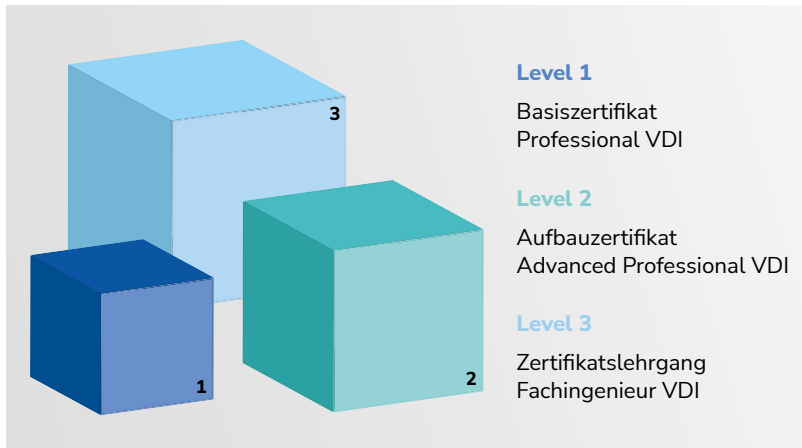 3
1
2
Level 1
Basiszertifikat
Professional VDI
Level 2
Aufbauzertifikat
Advanced Professional VDI
Level 3
Zertifikatslehrgang
Fachingenieur VDI